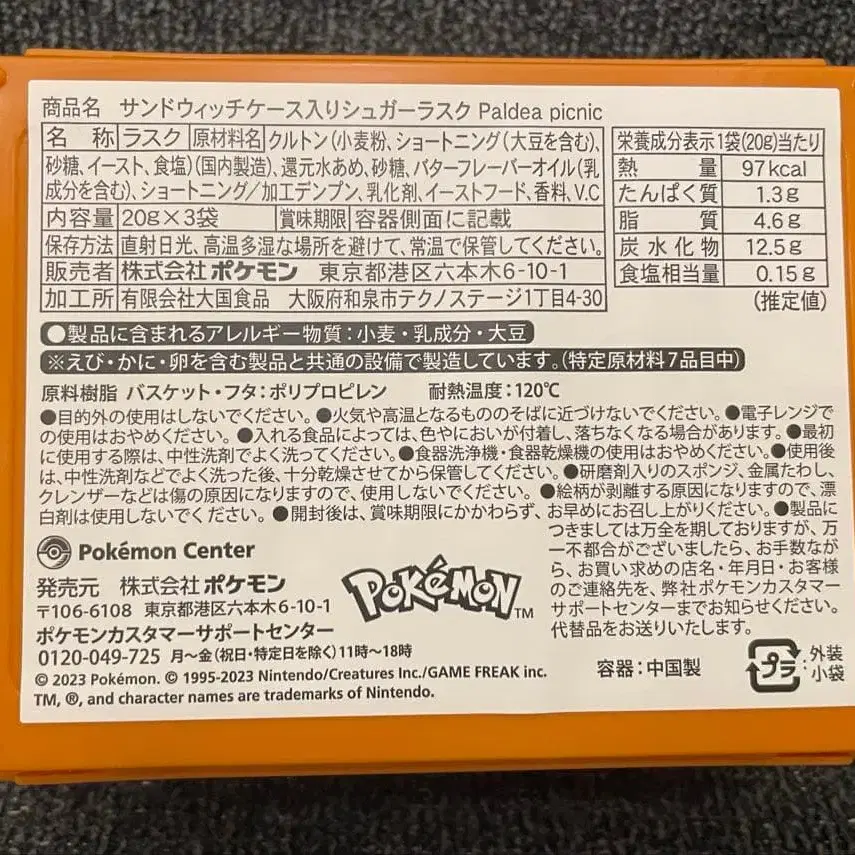 商品名 サンドウィッチケース入りシュガーラスク Paldea picnic
名 称 ラスク 原材料名 クルトン(小麦粉、ショートニング(大豆を含む)、
砂糖、イースト、食塩)(国内製造)、還元水あめ、砂糖、バターフレーバーオイル(乳
成分を含む)、ショートニング/加工デンプン、乳化剤、イーストフード、香料、V.C
内容量 20g×3袋 賞味期限 容器側面に記載
保存方法 直射日光、高温多湿な場所を避けて、常温で保管してください。
販売者 株式会社ポケモン 東京都港区六本木6-10-1
加工所 有限会社大国食品 大阪府和泉市テクノステージ1丁目4-30
栄養成分表示1袋(20g)当たり
熱 量 97kcal
たんぱく質 1.3g
脂 質 4.6g
炭水化物 12.5g
食塩相当量 0.15g
(推定値)
●製品に含まれるアレルギー物質:小麦・乳成分・大豆
※えび・かに・卵を含む製品と共通の設備で製造しています。(特定原材料7品目中)
原料樹脂 バスケット・フタ:ポリプロピレン 耐熱温度:120℃
●目的外の使用はしないでください。●火気や高温となるもののそばに近づけないでください。●電子レンジで
の使用はおやめください。●入れる食品によっては、色やにおいが付着し、落ちなくなる場合があります。●最初
に使用する際は、中性洗剤でよく洗ってください。●食器洗浄機・食器乾燥機の使用はおやめください。●使用後
は、中性洗剤などでよく洗った後、十分乾燥させてから保管してください。●研磨剤入りのスポンジ、金属たわし、
クレンザーなどは傷の原因になりますので、使用しないでください。●絵柄が剥離する原因になりますので、漂
白剤は使用しないでください。●開封後は、賞味期限にかかわらず、お早めにお召し上がりください。●製品に
つきましては万全を期しておりますが、万
一不都合がございましたら、お手数なが
ら、お買い求めの店名・年月日・お客様
のご連絡先を、弊社ポケモンカスタマー
サポートセンターまでお知らせください。
代替品をお送りいたします。
Pokémon Center
発売元 株式会社ポケモン
〒106-6108 東京都港区六本木6-10-1
ポケモンカスタマーサポートセンター
0120-049-725 月〜金(祝日・特定日を除く)11時〜18時
© 2023 Pokémon. © 1995-2023 Nintendo/Creatures Inc./GAME FREAK inc.
TM, ®, and character names are trademarks of Nintendo.
POKéMON TM
容器:中国製
プラ:外装
小袋